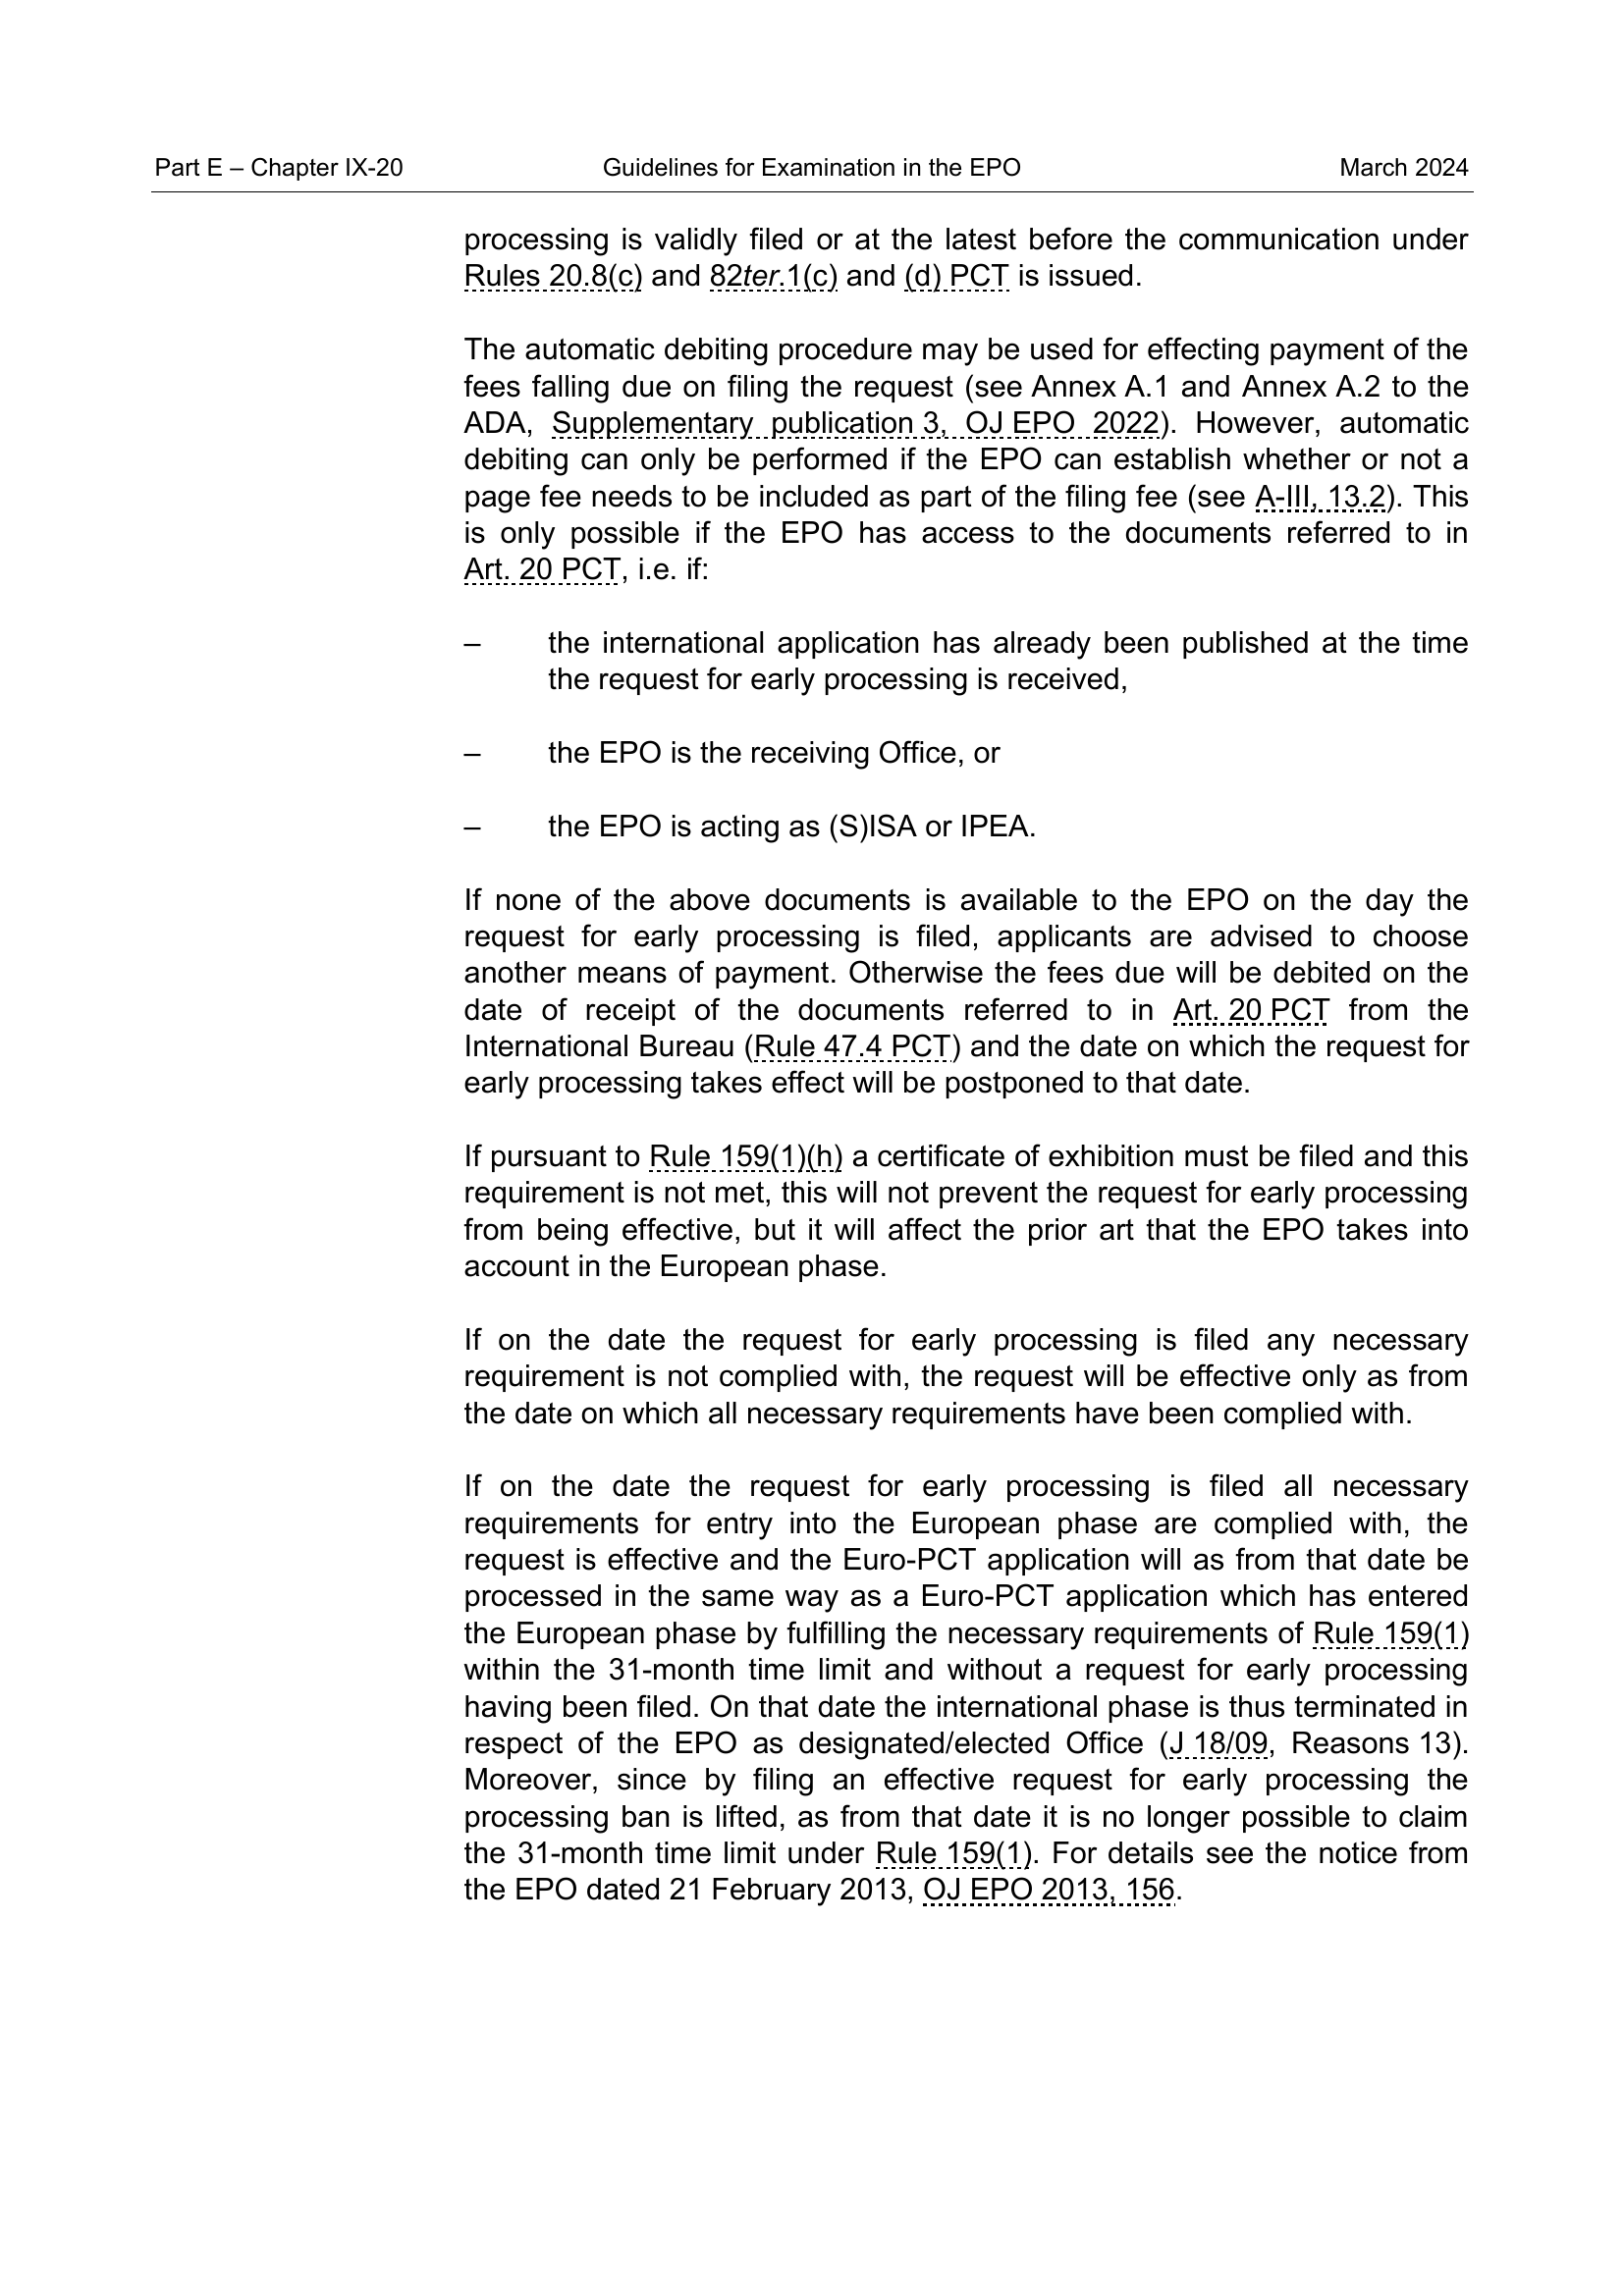 Part E – Chapter IX-20 Guidelines for Examination in the EPO March 2024
processing is validly filed or at the latest before the communication under
Rules 20.8(c) and 82ter.1(c) and (d) PCT is issued.
The automatic debiting procedure may be used for effecting payment of the
fees falling due on filing the request (see Annex A.1 and Annex A.2 to the
ADA, Supplementary publication 3, OJ EPO 2022). However, automatic
debiting can only be performed if the EPO can establish whether or not a
page fee needs to be included as part of the filing fee (see A-III, 13.2). This
is only possible if the EPO has access to the documents referred to in
Art. 20 PCT, i.e. if:
– the international application has already been published at the time
the request for early processing is received,
– the EPO is the receiving Office, or
– the EPO is acting as (S)ISA or IPEA.
If none of the above documents is available to the EPO on the day the
request for early processing is filed, applicants are advised to choose
another means of payment. Otherwise the fees due will be debited on the
date of receipt of the documents referred to in Art. 20 PCT from the
International Bureau (Rule 47.4 PCT) and the date on which the request for
early processing takes effect will be postponed to that date.
If pursuant to Rule 159(1)(h) a certificate of exhibition must be filed and this
requirement is not met, this will not prevent the request for early processing
from being effective, but it will affect the prior art that the EPO takes into
account in the European phase.
If on the date the request for early processing is filed any necessary
requirement is not complied with, the request will be effective only as from
the date on which all necessary requirements have been complied with.
If on the date the request for early processing is filed all necessary
requirements for entry into the European phase are complied with, the
request is effective and the Euro-PCT application will as from that date be
processed in the same way as a Euro-PCT application which has entered
the European phase by fulfilling the necessary requirements of Rule 159(1)
within the 31-month time limit and without a request for early processing
having been filed. On that date the international phase is thus terminated in
respect of the EPO as designated/elected Office (J 18/09, Reasons 13).
Moreover, since by filing an effective request for early processing the
processing ban is lifted, as from that date it is no longer possible to claim
the 31-month time limit under Rule 159(1). For details see the notice from
the EPO dated 21 February 2013, OJ EPO 2013, 156.